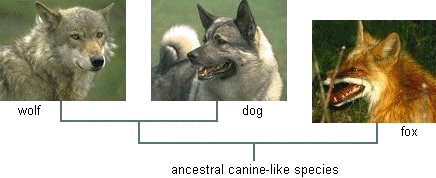 wolf
dog
fox
ancestral canine-like species